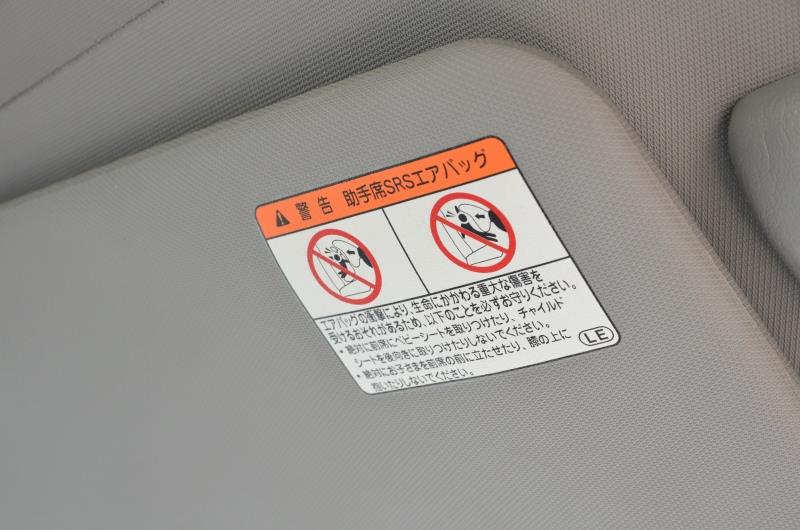 警告 助手席SRSエアバッグ
エアバッグの衝撃により、生命にかかわる重大な傷害を
受けるおそれがあるため、以下のことを必ずお守りください。
・絶対に前席にベビーシートを取りつけたり、チャイルド
シートを後向きに取りつけたりしないでください。
・絶対にお子さまを前席の前に立たせたり、膝の上に
抱いたりしないでください。
LE